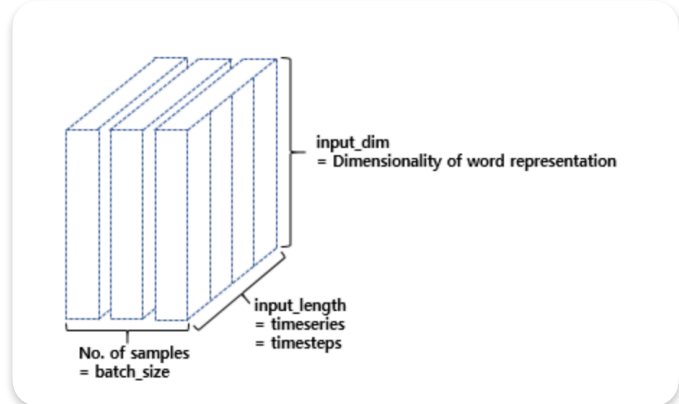 input_dim
= Dimensionality of word representation
input_length
= timeseries
= timesteps
No. of samples
= batch_size